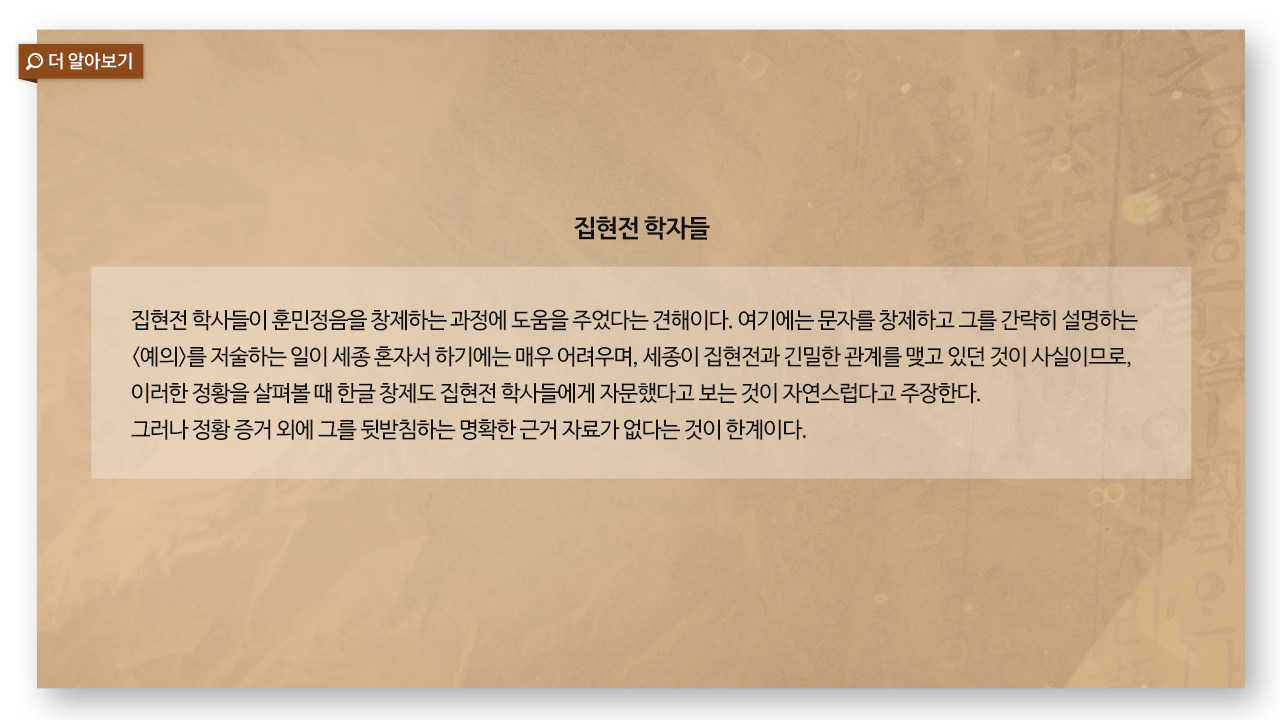 더 알아보기
집현전 학자들
집현전 학사들이 훈민정음을 창제하는 과정에 도움을 주었다는 견해이다. 여기에는 문자를 창제하고 그를 간략히 설명하는
〈예의〉를 저술하는 일이 세종 혼자서 하기에는 매우 어려우며, 세종이 집현전과 긴밀한 관계를 맺고 있던 것이 사실이므로,
이러한 정황을 살펴볼 때 한글 창제도 집현전 학사들에게 자문했다고 보는 것이 자연스럽다고 주장한다.
그러나 정황 증거 외에 그를 뒷받침하는 명확한 근거 자료가 없다는 것이 한계이다.